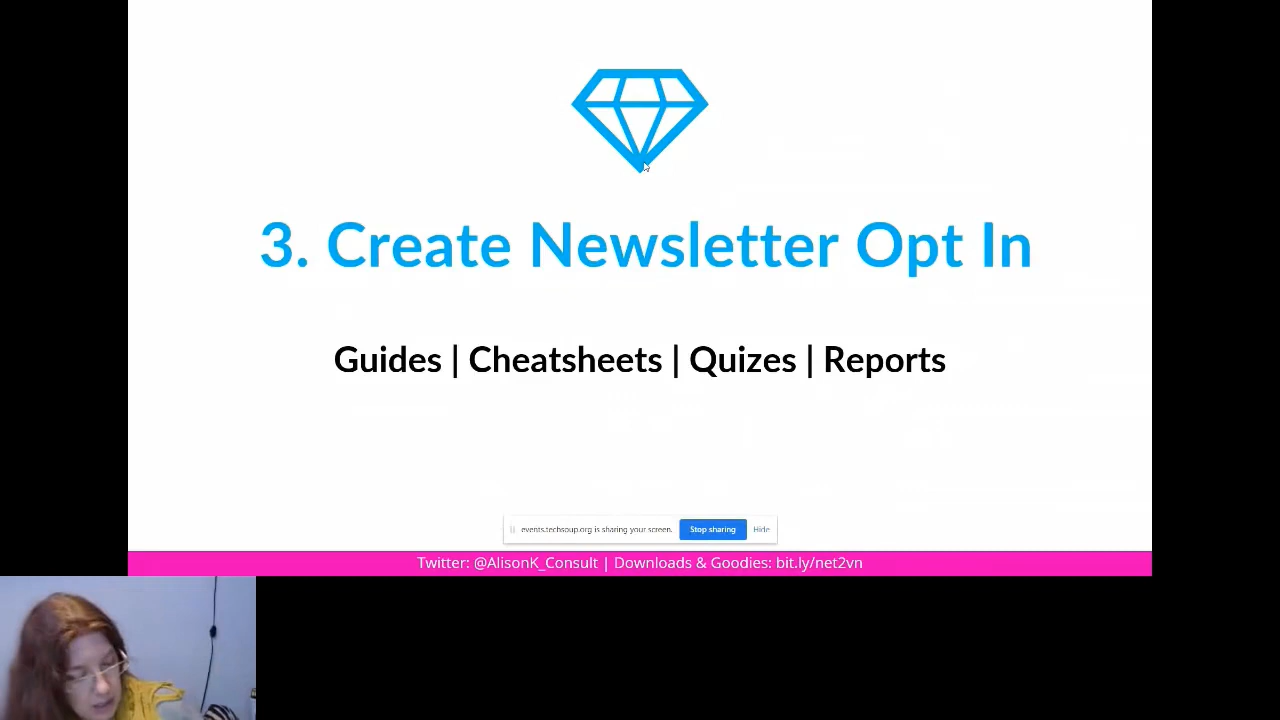 3. Create Newsletter Opt In
Guides | Cheatsheets | Quizes | Reports
events.techsoup.org is sharing your screen. Stop sharing Hide
Twitter: @AlisonK_Consult | Downloads & Goodies: bit.ly/net2vn